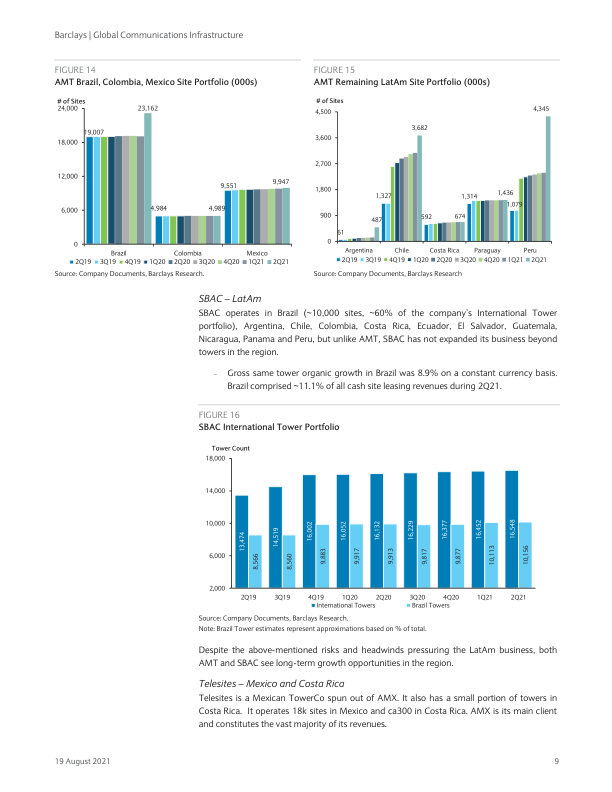 Barclays | Global Communications Infrastructure
FIGURE 14
AMT Brazil, Colombia, Mexico Site Portfolio (000s)
# of Sites
24,000
18,000
12,000
6,000
0
19,007
23,162
4,984
4,989
9,551
9,947
Brazil Colombia Mexico
2Q19 3Q19 4Q19 1Q20 2Q20 3Q20 4Q20 1Q21 2Q21
Source: Company Documents, Barclays Research.
FIGURE 15
AMT Remaining LatAm Site Portfolio (000s)
# of Sites
4,500
3,600
2,700
1,800
900
0
61
487
1,327
3,682
592
674
1,314
1,436
1,079
4,345
Argentina Chile Costa Rica Paraguay Peru
2Q19 3Q19 4Q19 1Q20 2Q20 3Q20 4Q20 1Q21 2Q21
Source: Company Documents, Barclays Research
SBAC – LatAm
SBAC operates in Brazil (~10,000 sites, ~60% of the company's International Tower
portfolio), Argentina, Chile, Colombia, Costa Rica, Ecuador, El Salvador, Guatemala,
Nicaragua, Panama and Peru, but unlike AMT, SBAC has not expanded its business beyond
towers in the region.
– Gross same tower organic growth in Brazil was 8.9% on a constant currency basis.
Brazil comprised ~11.1% of all cash site leasing revenues during 2Q21.
FIGURE 16
SBAC International Tower Portfolio
Tower Count
18,000
14,000
10,000
6,000
2,000
13,474
8,566
14,519
8,560
16,002
9,883
16,052
9,917
16,132
9,913
16,229
9,817
16,377
9,877
16,452
10,113
16,548
10,156
2Q19 3Q19 4Q19 1Q20 2Q20 3Q20 4Q20 1Q21 2Q21
International Towers Brazil Towers
Source: Company Documents, Barclays Research.
Note: Brazil Tower estimates represent approximations based on % of total.
Despite the above-mentioned risks and headwinds pressuring the LatAm business, both
AMT and SBAC see long-term growth opportunities in the region.
Telesites – Mexico and Costa Rica
Telesites is a Mexican TowerCo spun out of AMX. It also has a small portion of towers in
Costa Rica. It operates 18k sites in Mexico and ca300 in Costa Rica. AMX is its main client
and constitutes the vast majority of its revenues.
19 August 2021
9